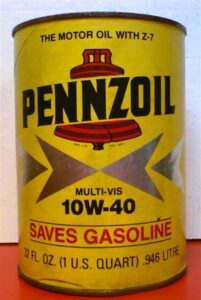 THE MOTOR OIL WITH Z-7
PENNZOIL
MULTI-VIS
10W-40
SAVES GASOLINE
32 FL. OZ. (1 U.S. QUART) .946 LITRE